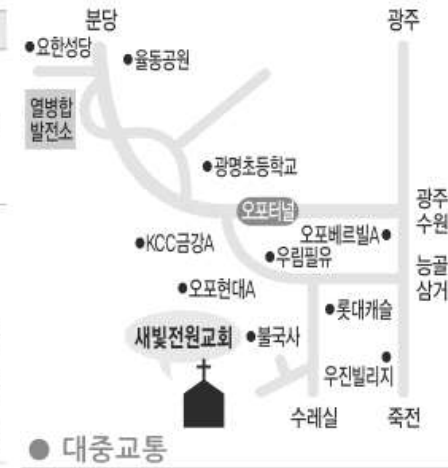 분당
광주
요한성당
율동공원
열병합
발전소
광명초등학교
오포터널
광주
수원
KCC금강A
오포베르빌A
우림필유
능골
삼거
오포현대A
롯대캐슬
새빛전원교회
불국사
우진빌리지
수레실
죽전
● 대중교통